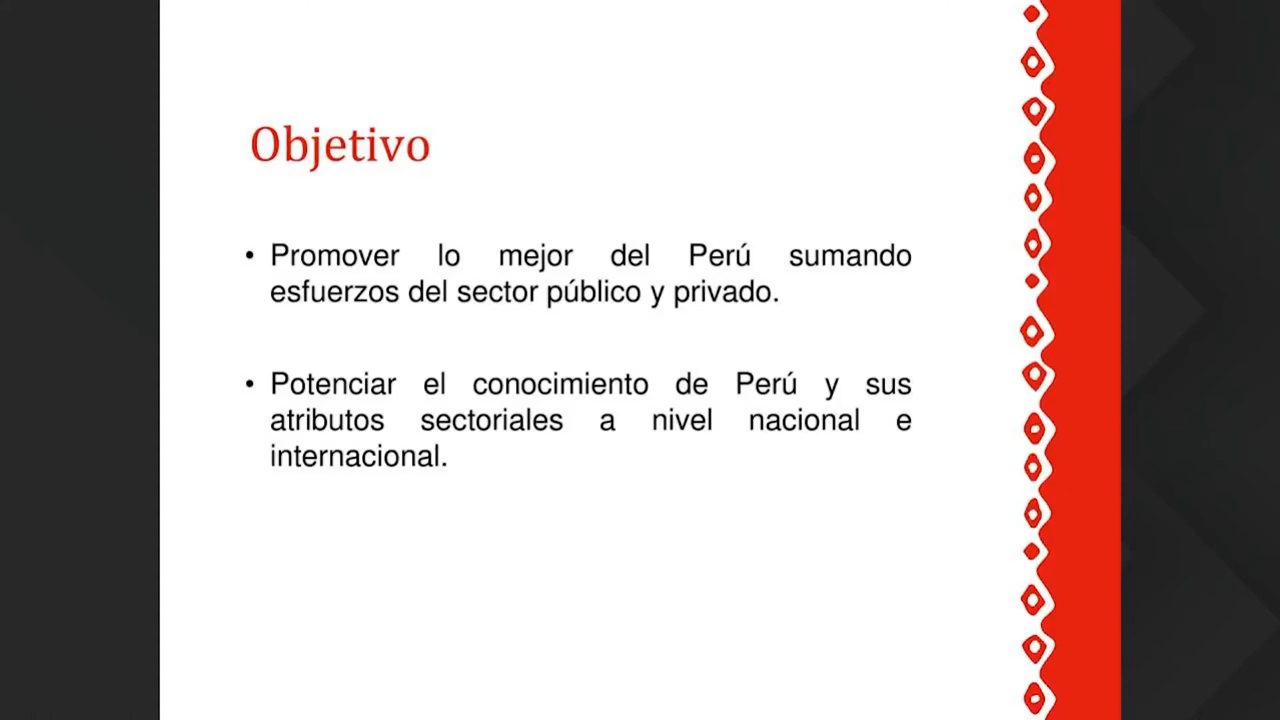 Objetivo
• Promover lo mejor del Perú sumando
esfuerzos del sector público y privado.
• Potenciar el conocimiento de Perú y sus
atributos sectoriales a nivel nacional e
internacional.